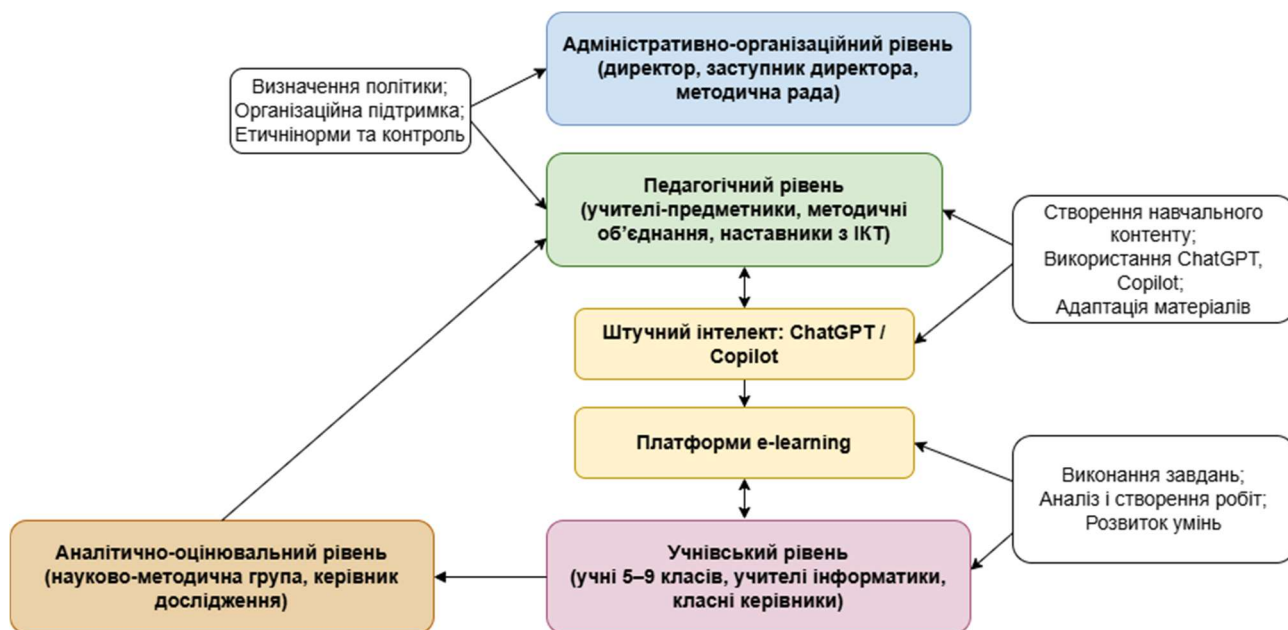 Адміністративно-організаційний рівень
(директор, заступник директора,
методична рада)
Визначення політики;
Організаційна підтримка;
Етичнінорми та контроль
Педагогічний рівень
(учителі-предметники, методичні
об’єднання, наставники з ІКТ)
Створення навчального
контенту;
Використання ChatGPT,
Copilot;
Адаптація матеріалів
Штучний інтелект: ChatGPT /
Copilot
Платформи e-learning
Виконання завдань;
Аналіз і створення робіт;
Розвиток умінь
Аналітично-оцінювальний рівень
(науково-методична група, керівник
дослідження)
Учнівський рівень
(учні 5–9 класів, учителі інформатики,
класні керівники)